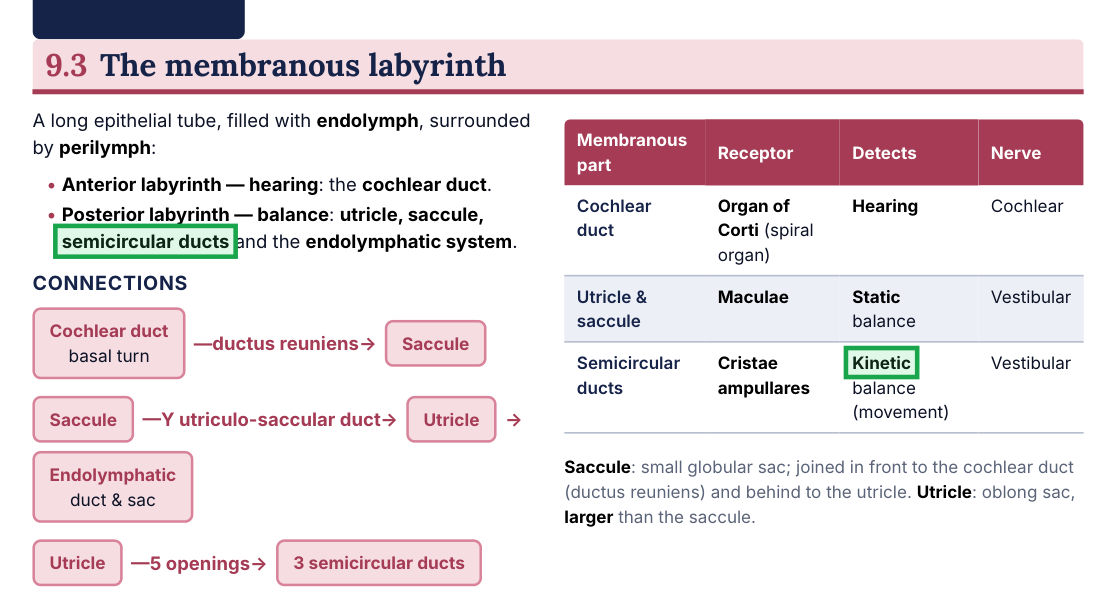 9.3 The membranous labyrinth
A long epithelial tube, filled with endolymph, surrounded
by perilymph:
• Anterior labyrinth — hearing: the cochlear duct.
• Posterior labyrinth — balance: utricle, saccule,
semicircular ducts and the endolymphatic system.
CONNECTIONS
Cochlear duct
basal turn
—ductus reuniens→ Saccule
Saccule —Y utriculo-saccular duct→ Utricle →
Endolymphatic
duct & sac
Utricle —5 openings→ 3 semicircular ducts
Membranous
part
Receptor
Detects
Nerve
Cochlear
duct
Organ of
Corti (spiral
organ)
Hearing
Cochlear
Utricle &
saccule
Maculae
Static
balance
Vestibular
Semicircular
ducts
Cristae
ampullares
Kinetic
balance
(movement)
Vestibular
Saccule: small globular sac; joined in front to the cochlear duct
(ductus reuniens) and behind to the utricle. Utricle: oblong sac,
larger than the saccule.